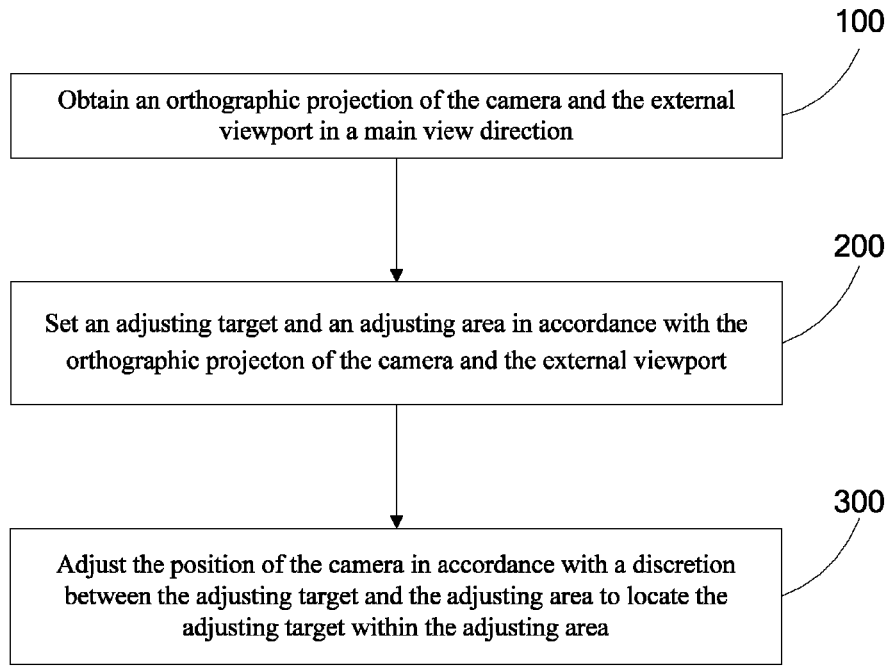 100
Obtain an orthographic projection of the camera and the external
viewport in a main view direction
200
Set an adjusting target and an adjusting area in accordance with the
orthographic projecton of the camera and the external viewport
300
Adjust the position of the camera in accordance with a discretion
between the adjusting target and the adjusting area to locate the
adjusting target within the adjusting area